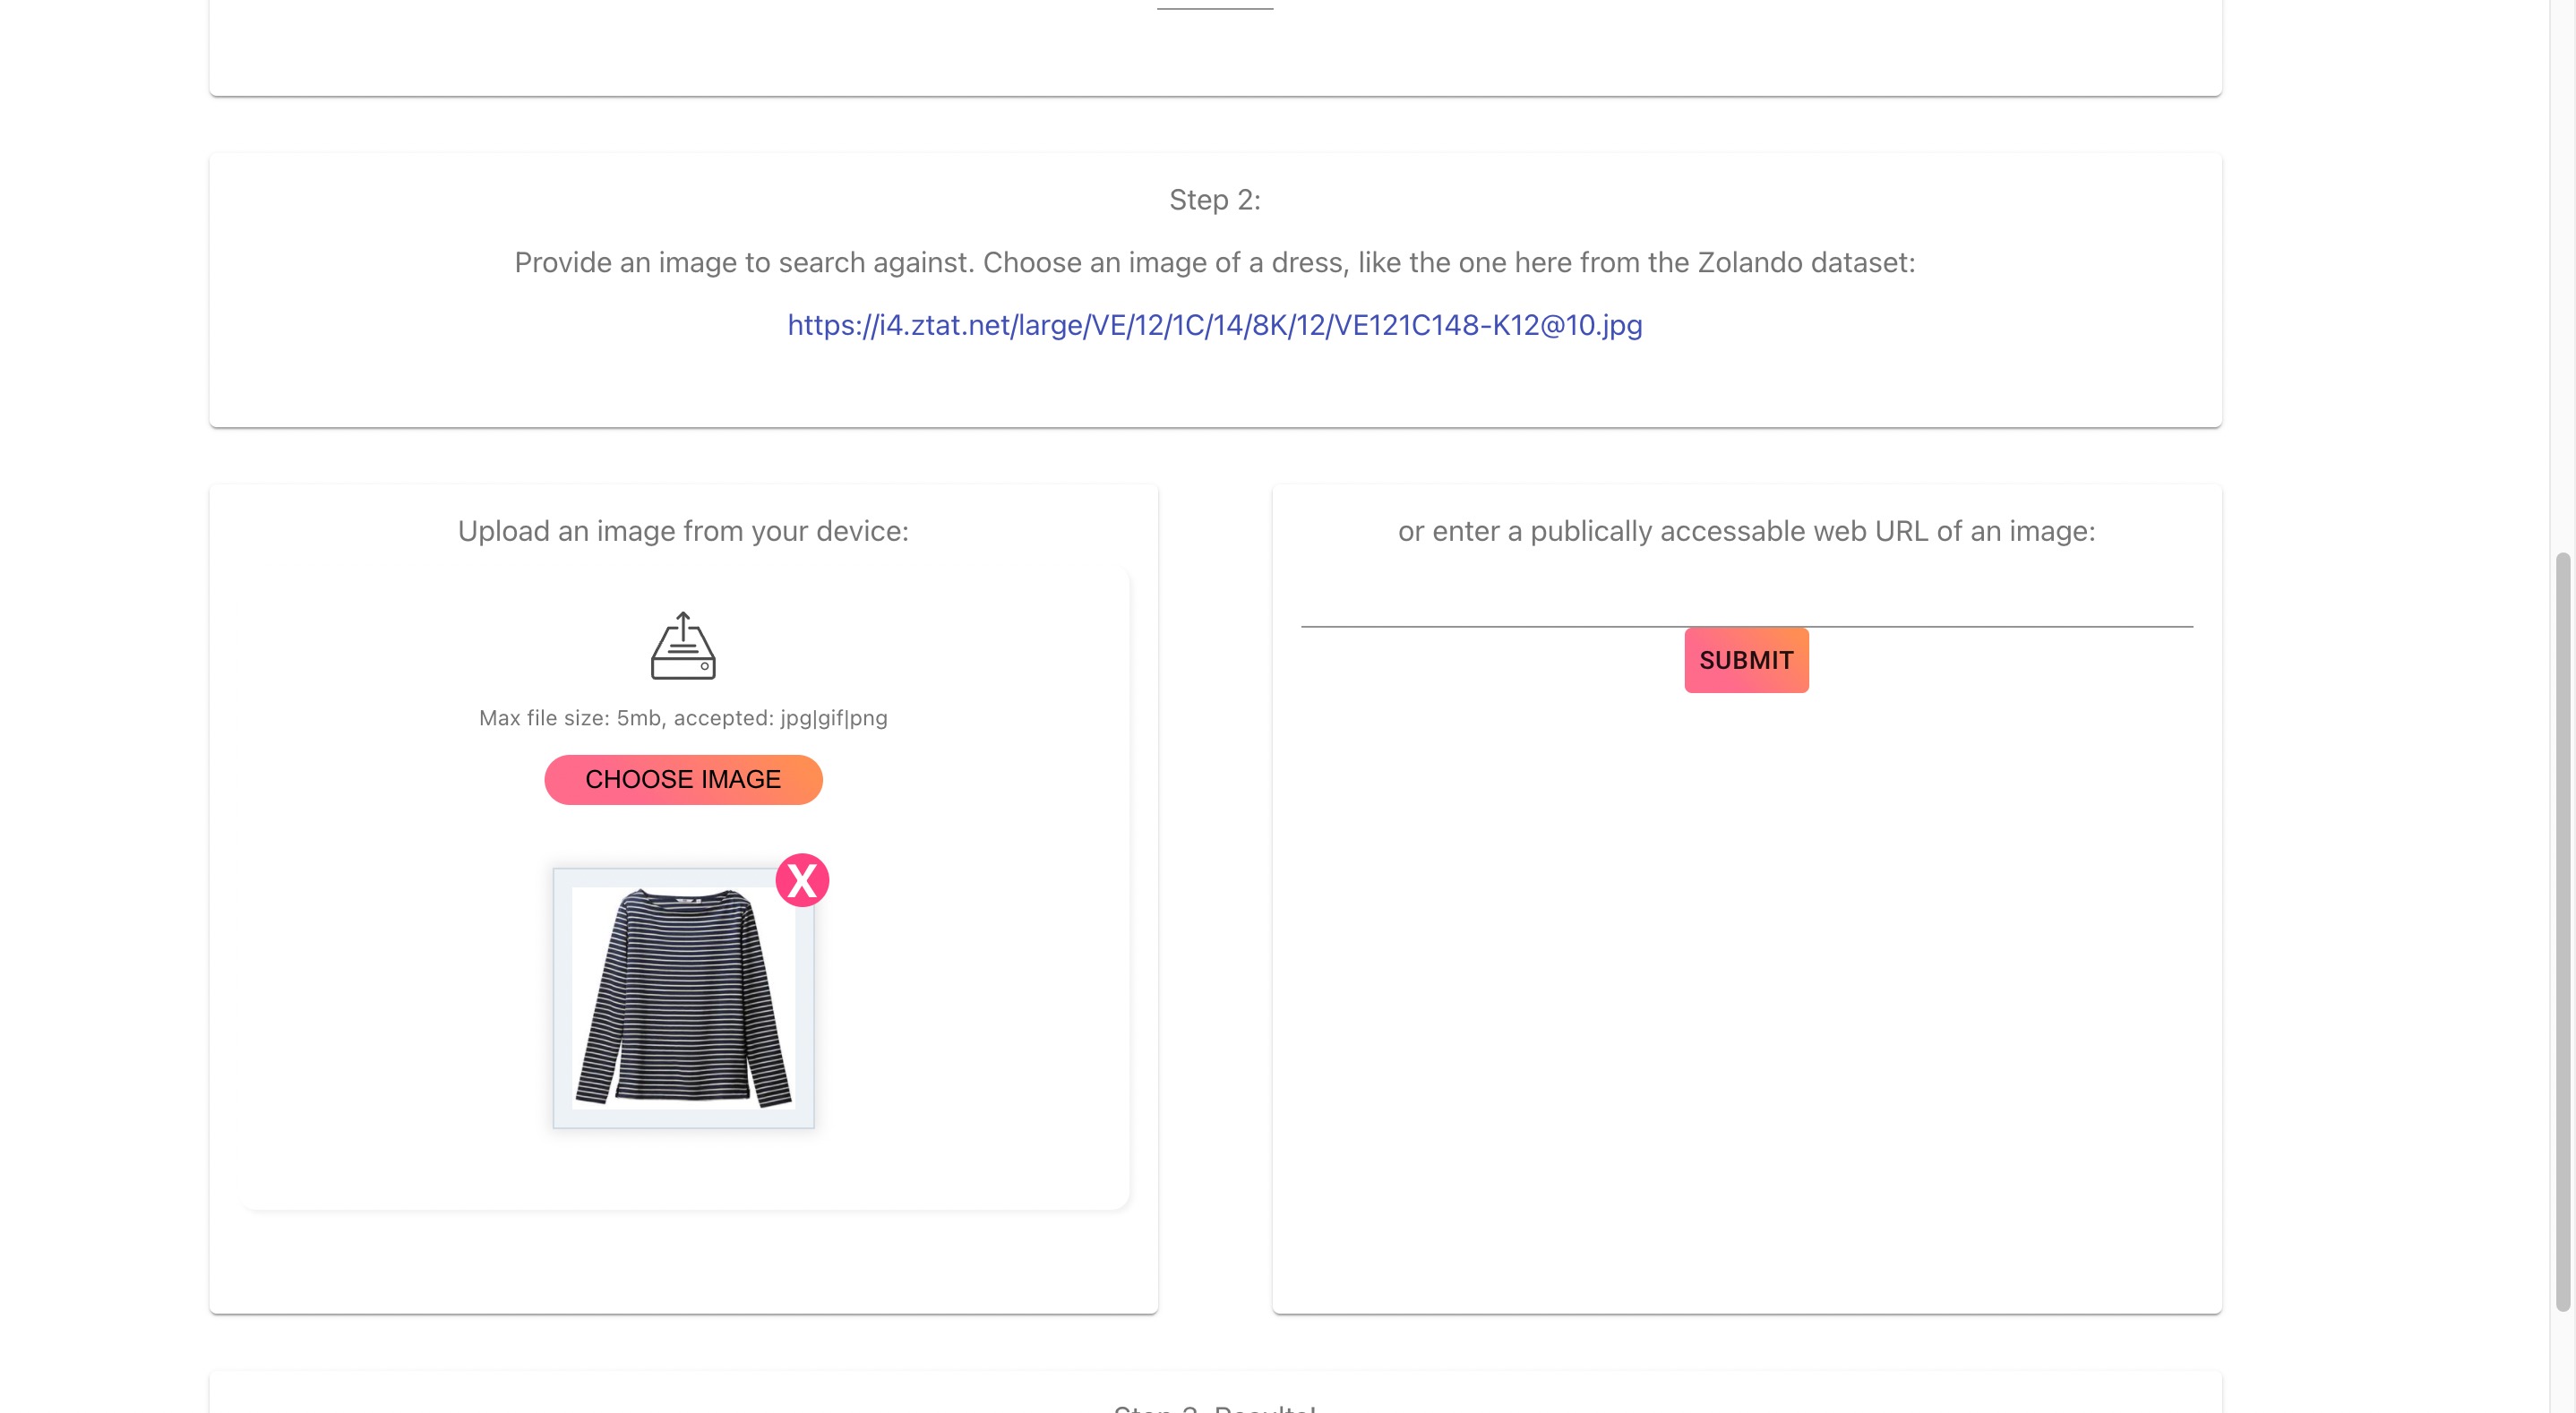 Step 2:
Provide an image to search against. Choose an image of a dress, like the one here from the Zolando dataset:
https://i4.ztat.net/large/VE/12/1C/14/8K/12/VE121C148-K12@10.jpg
Upload an image from your device:
Max file size: 5mb, accepted: jpg|gif|png
CHOOSE IMAGE
X
or enter a publically accessable web URL of an image:
SUBMIT
Results!